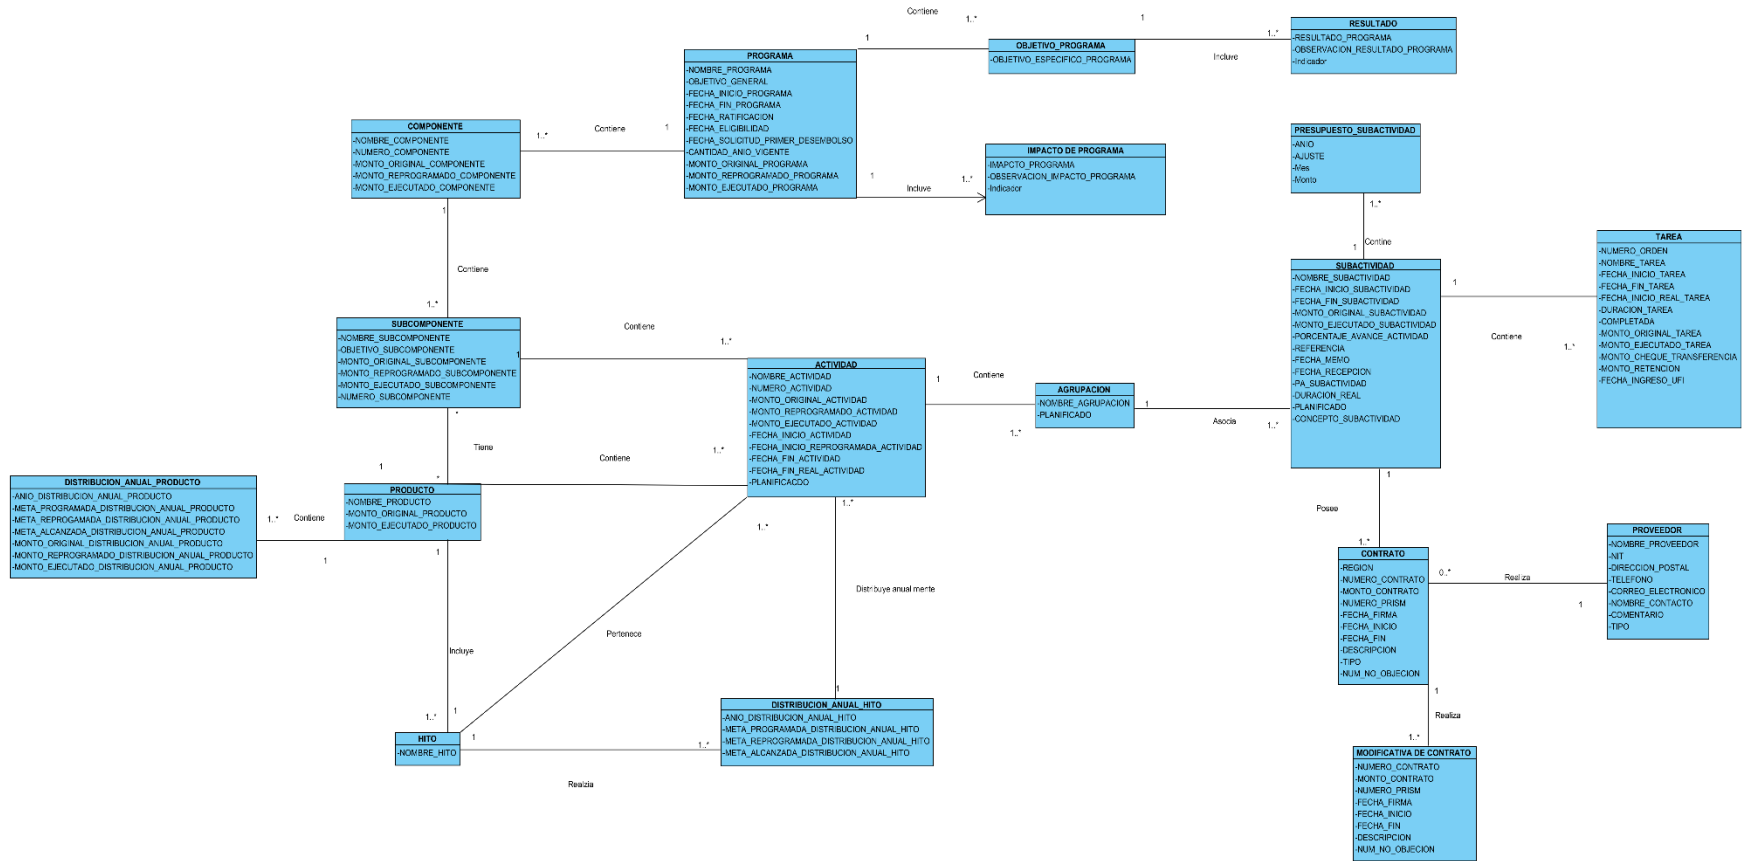 Contiene
1..*
1
1
1..*
Incluve
RESULTADO
-RESULTADO_PROGRAMA
-OBSERVACION_RESULTADO_PROGRAMA
-Indicador
OBJETIVO_PROGRAMA
-OBJETIVO_ESPECIFICO_PROGRAMA
PROGRAMA
-NOMBRE_PROGRAMA
-OBJETIVO_GENERAL
-FECHA_INICIO_PROGRAMA
-FECHA_FIN_PROGRAMA
-FECHA_RATIFICACION
-FECHA_ELIGIBILIDAD
-FECHA_SOLICITUD_PRIMER_DESEMBOLSO
-CANTIDAD_ANIO_VIGENTE
-MONTO_ORIGINAL_PROGRAMA
-MONTO_REPROGRAMADO_PROGRAMA
-MONTO_EJECUTADO_PROGRAMA
COMPONENTE
-NOMBRE_COMPONENTE
-NUMERO_COMPONENTE
-MONTO_ORIGINAL_COMPONENTE
-MONTO_REPROGRAMADO_COMPONENTE
-MONTO_EJECUTADO_COMPONENTE
1..*
Contiene
1
IMPACTO DE PROGRAMA
-IMAPCTO_PROGRAMA
-OBSERVACION_IMPACTO_PROGRAMA
-Indicador
1
1..*
Incluve
PRESUPUESTO_SUBACTIVIDAD
-ANIO
-AJUSTE
-Mes
-Monto
1..*
1
Contine
1
Contiene
1..*
SUBCOMPONENTE
-NOMBRE_SUBCOMPONENTE
-OBJETIVO_SUBCOMPONENTE
-MONTO_ORIGINAL_SUBCOMPONENTE
-MONTO_REPROGRAMADO_SUBCOMPONENTE
-MONTO_EJECUTADO_SUBCOMPONENTE
-NUMERO_SUBCOMPONENTE
1
Contiene
1..*
ACTIVIDAD
-NOMBRE_ACTIVIDAD
-NUMERO_ACTIVIDAD
-MONTO_ORIGINAL_ACTIVIDAD
-MONTO_REPROGRAMADO_ACTIVIDAD
-MONTO_EJECUTADO_ACTIVIDAD
-FECHA_INICIO_ACTIVIDAD
-FECHA_INICIO_REPROGRAMADA_ACTIVIDAD
-FECHA_FIN_ACTIVIDAD
-FECHA_FIN_REAL_ACTIVIDAD
-PLANIFICACDO
1
Contiene
1..*
AGRUPACION
-NOMBRE_AGRUPACION
-PLANIFICADO
1
Asocia
1..*
SUBACTIVIDAD
-NOMBRE_SUBACTIVIDAD
-FECHA_INICIO_SUBACTIVIDAD
-FECHA_FIN_SUBACTIVIDAD
-MONTO_ORIGINAL_SUBACTIVIDAD
-MONTO_EJECUTADO_SUBACTIVIDAD
-PORCENTAJE_AVANCE_ACTIVIDAD
-REFERENCIA
-FECHA_MEMO
-FECHA_RECEPCION
-PA_SUBACTIVIDAD
-DURACION_REAL
-PLANIFICADO
-CONCEPTO_SUBACTIVIDAD
1
Contiene
1..*
TAREA
-NUMERO_ORDEN
-NOMBRE_TAREA
-FECHA_INICIO_TAREA
-FECHA_FIN_TAREA
-FECHA_INICIO_REAL_TAREA
-DURACION_TAREA
-COMPLETADA
-MONTO_ORIGINAL_TAREA
-MONTO_EJECUTADO_TAREA
-MONTO_CHEQUE_TRANSFERENCIA
-MONTO_RETENCION
-FECHA_INGRESO_UFI
*
Tiene
*
1
Contiene
1..*
DISTRIBUCION_ANUAL_PRODUCTO
-ANIO_DISTRIBUCION_ANUAL_PRODUCTO
-META_PROGRAMADA_DISTRIBUCION_ANUAL_PRODUCTO
-META_REPROGAMADA_DISTRIBUCION_ANUAL_PRODUCTO
-META_ALCANZADA_DISTRIBUCION_ANUAL_PRODUCTO
-MONTO_ORIGINAL_DISTRIBUCION_ANUAL_PRODUCTO
-MONTO_REPROGRAMADO_DISTRIBUCION_ANUAL_PRODUCTO
-MONTO_EJECUTADO_DISTRIBUCION_ANUAL_PRODUCTO
1..*
Contiene
1
PRODUCTO
-NOMBRE_PRODUCTO
-MONTO_ORIGINAL_PRODUCTO
-MONTO_EJECUTADO_PRODUCTO
1
Incluye
1..*
1
1..*
Pertenece
1..*
Distribuye anual mente
1
1
Posee
1..*
CONTRATO
-REGION
-NUMERO_CONTRATO
-MONTO_CONTRATO
-NUMERO_PRISM
-FECHA_FIRMA
-FECHA_INICIO
-FECHA_FIN
-DESCRIPCION
-TIPO
-NUM_NO_OBJECION
0..*
Realiza
1
PROVEEDOR
-NOMBRE_PROVEEDOR
-NIT
-DIRECCION_POSTAL
-TELEFONO
-CORREO_ELECTRONICO
-NOMBRE_CONTACTO
-COMENTARIO
-TIPO
HITO
-NOMBRE_HITO
1
Realzia
1..*
DISTRIBUCION_ANUAL_HITO
-ANIO_DISTRIBUCION_ANUAL_HITO
-META_PROGRAMADA_DISTRIBUCION_ANUAL_HITO
-META_REPROGRAMADA_DISTRIBUCION_ANUAL_HITO
-META_ALCANZADA_DISTRIBUCION_ANUAL_HITO
1
Realiza
1..*
MODIFICATIVA DE CONTRATO
-NUMERO_CONTRATO
-MONTO_CONTRATO
-NUMERO_PRISM
-FECHA_FIRMA
-FECHA_INICIO
-FECHA_FIN
-DESCRIPCION
-NUM_NO_OBJECION